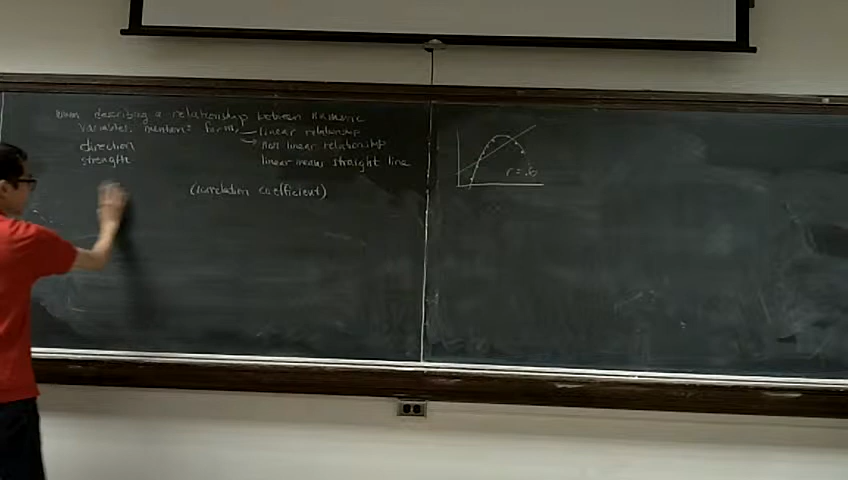 when describing a relationship between numeric
variables, mention: form, linear relationship
direction non linear relationship
strength linear means straight line
(correlation coefficient)
r = .6